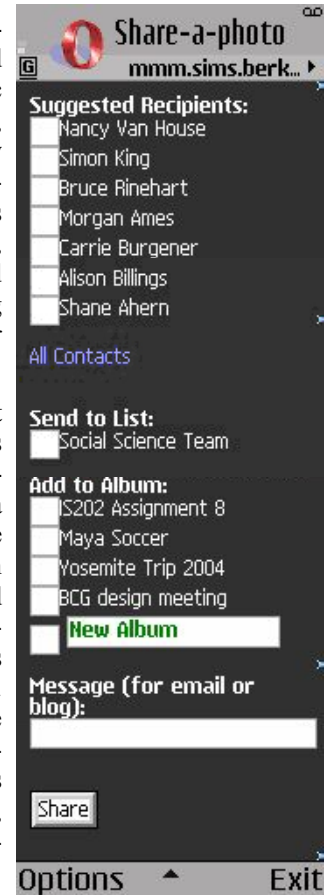 Share-a-photo
G mmm.sims.berk...
Suggested Recipients:
Nancy Van House
Simon King
Bruce Rinehart
Morgan Ames
Carrie Burgener
Alison Billings
Shane Ahern
All Contacts
Send to List:
Social Science Team
Add to Album:
IS202 Assignment 8
Maya Soccer
Yosemite Trip 2004
BCG design meeting
New Album
Message (for email or
blog):
Share
Options Exit